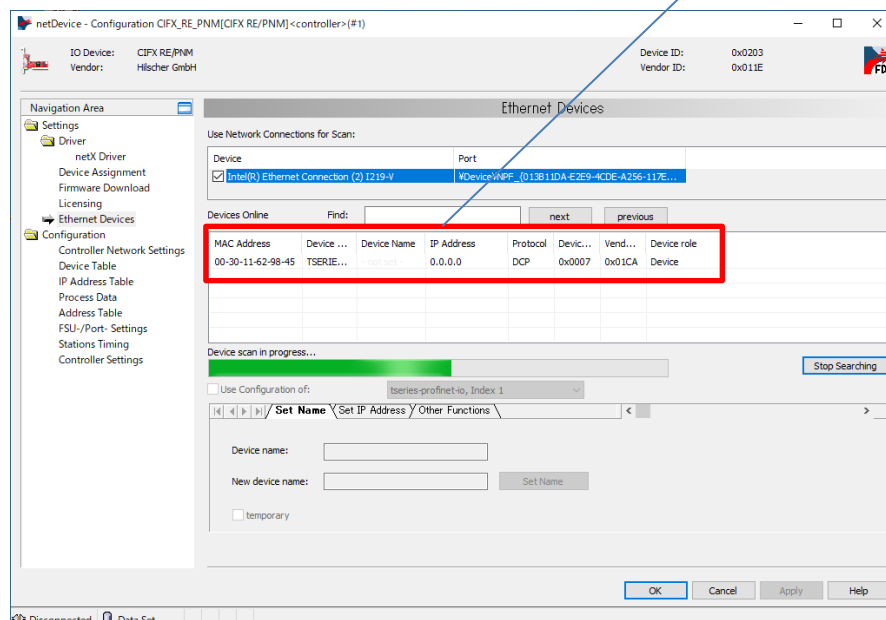 netDevice - Configuration CIFX_RE_PNM[CIFX RE/PNM]<controller>(#1)
IO Device: CIFX RE/PNM Device ID: 0x0203
Vendor: Hilscher GmbH Vendor ID: 0x011E
FD
Navigation Area
Settings
Driver
netX Driver
Device Assignment
Firmware Download
Licensing
Ethernet Devices
Configuration
Controller Network Settings
Device Table
IP Address Table
Process Data
Address Table
FSU-/Port- Settings
Stations Timing
Controller Settings
Ethernet Devices
Use Network Connections for Scan:
Device Port
Intel(R) Ethernet Connection (2) I219-V ¥Device¥NPF_{013B11DA-E2E9-4CDE-A256-117E...
Devices Online Find: next previous
MAC Address Device ... Device Name IP Address Protocol Devic... Vend... Device role
00-30-11-62-98-45 TSERIE... - not set - 0.0.0.0 DCP 0x0007 0x01CA Device
Device scan in progress...
Stop Searching
Use Configuration of: tseries-profinet-io, Index 1
Set Name Set IP Address Other Functions
Device name:
New device name: Set Name
temporary
OK Cancel Apply Help
Disconnected Data Set